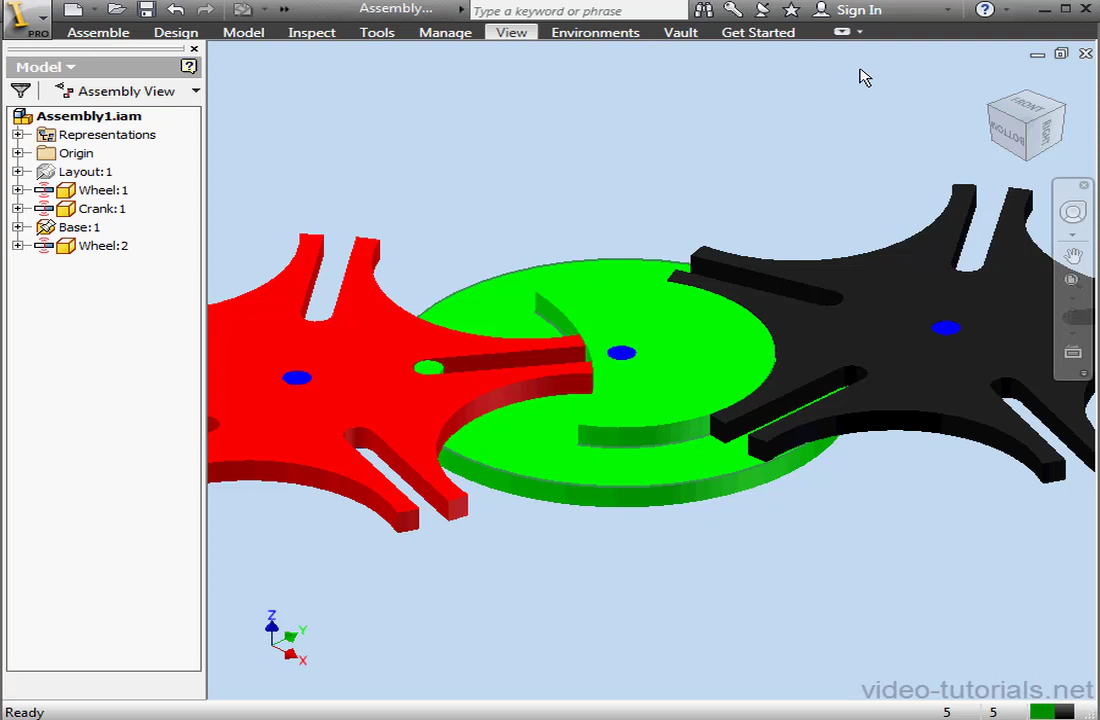 Assembly...
Type a keyword or phrase
Sign In
PRO
Assemble Design Model Inspect Tools Manage View Environments Vault Get Started
Model
Assembly View
Assembly1.iam
Representations
Origin
Layout:1
Wheel:1
Crank:1
Base:1
Wheel:2
FRONT
BOTTOM
RIGHT
Z
Y
X
video-tutorials.net
Ready
5 5